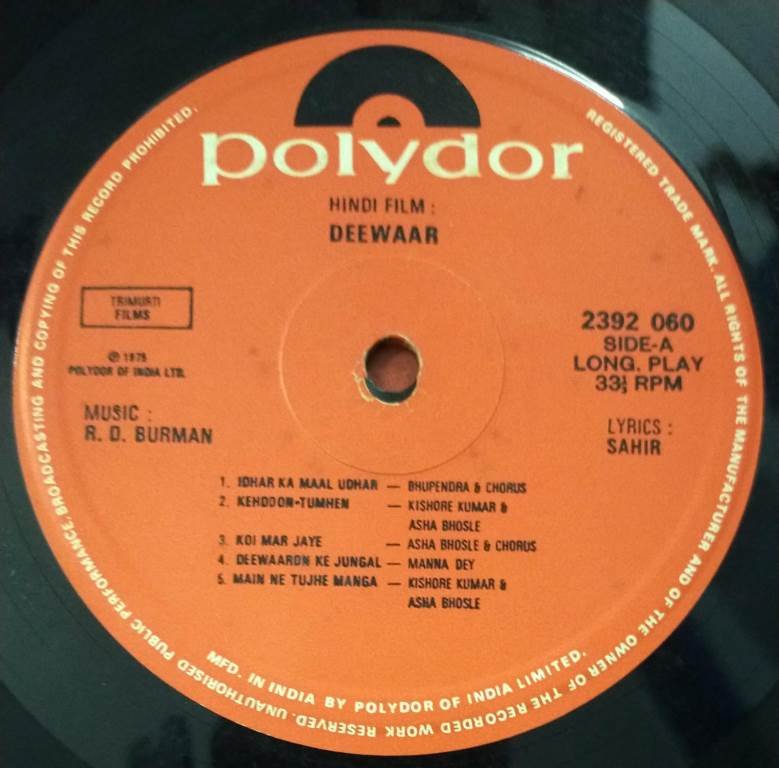 polydor
HINDI FILM :
DEEWAAR
TRIMURTI
FILMS
℗ 1975
POLYDOR OF INDIA LTD.
MUSIC :
R. D. BURMAN
2392 060
SIDE-A
LONG. PLAY
33⅓ RPM
LYRICS :
SAHIR
1. IDHAR KA MAAL UDHAR — BHUPENDRA & CHORUS
2. KEHDOON-TUMHEN — KISHORE KUMAR &
ASHA BHOSLE
3. KOI MAR JAYE — ASHA BHOSLE & CHORUS
4. DEEWAARON KE JUNGAL — MANNA DEY
5. MAIN NE TUJHE MANGA — KISHORE KUMAR &
ASHA BHOSLE
MFD. IN INDIA BY POLYDOR OF INDIA LIMITED.
REGISTERED TRADE MARK. ALL RIGHTS OF THE MANUFACTURER AND OF THE OWNER OF THE RECORDED WORK RESERVED. UNAUTHORISED PUBLIC PERFORMANCE, BROADCASTING AND COPYING OF THIS RECORD PROHIBITED.